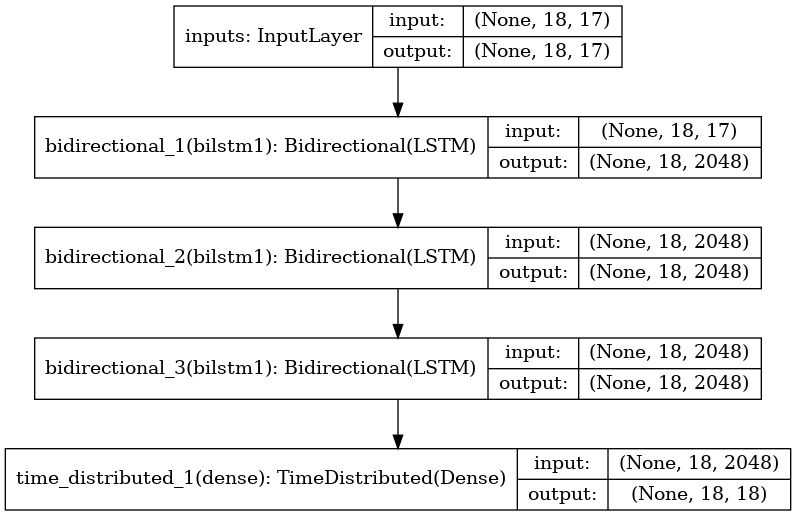 inputs: InputLayer
input: (None, 18, 17)
output: (None, 18, 17)
bidirectional_1(bilstm1): Bidirectional(LSTM)
input: (None, 18, 17)
output: (None, 18, 2048)
bidirectional_2(bilstm1): Bidirectional(LSTM)
input: (None, 18, 2048)
output: (None, 18, 2048)
bidirectional_3(bilstm1): Bidirectional(LSTM)
input: (None, 18, 2048)
output: (None, 18, 2048)
time_distributed_1(dense): TimeDistributed(Dense)
input: (None, 18, 2048)
output: (None, 18, 18)